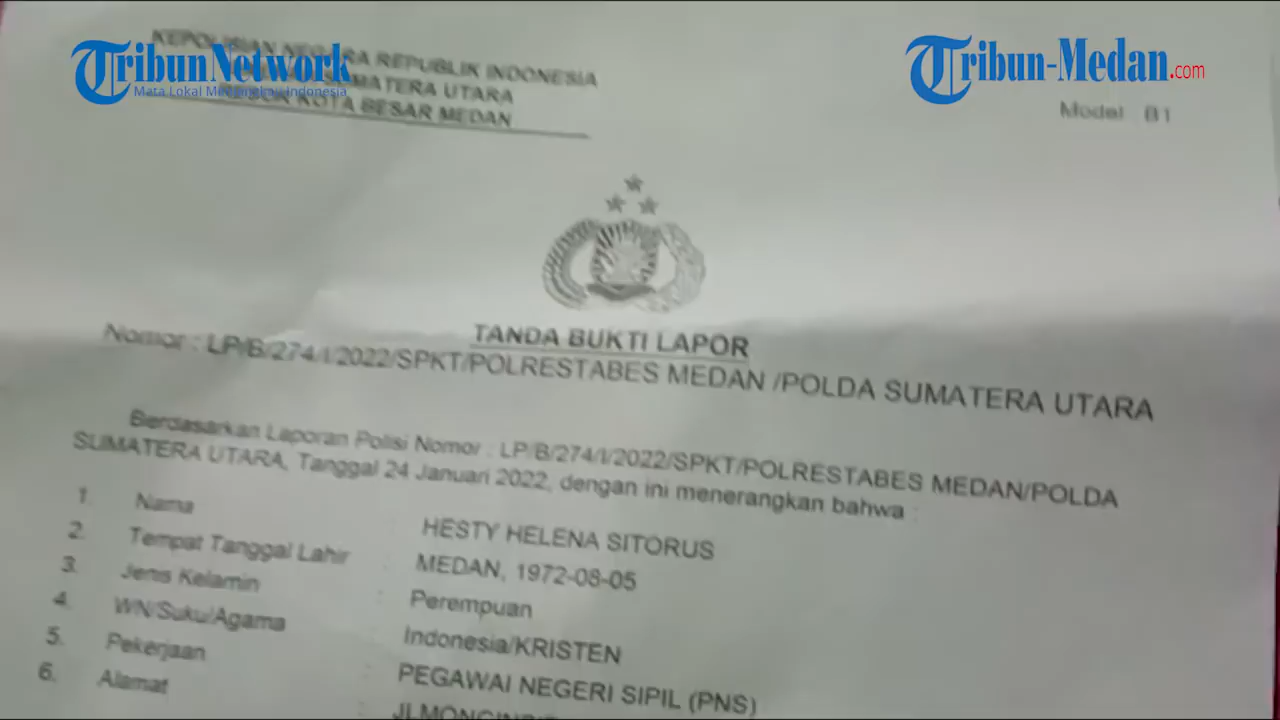 KEPOLISIAN NEGARA REPUBLIK INDONESIA
SUMATERA UTARA
RESOR KOTA BESAR MEDAN
TribunNetwork
Mata Lokal Menjangkau Indonesia
Tribun-Medan.com
Model : B1
TANDA BUKTI LAPOR
Nomor : LP/B/274/I/2022/SPKT/POLRESTABES MEDAN /POLDA SUMATERA UTARA
Berdasarkan Laporan Polisi Nomor : LP/B/274/I/2022/SPKT/POLRESTABES MEDAN/POLDA
SUMATERA UTARA, Tanggal 24 Januari 2022, dengan ini menerangkan bahwa :
1. Nama : HESTY HELENA SITORUS
2. Tempat Tanggal Lahir : MEDAN, 1972-08-05
3. Jenis Kelamin : Perempuan
4. WN/Suku/Agama : Indonesia/KRISTEN
5. Pekerjaan : PEGAWAI NEGERI SIPIL (PNS)
6. Alamat :